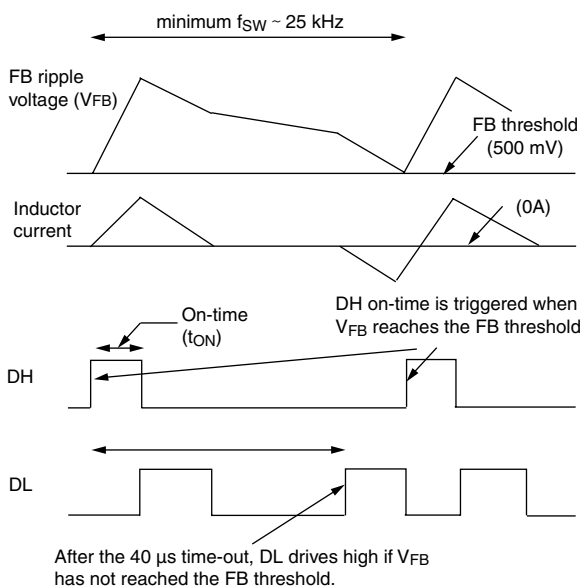 minimum fSW ~ 25 kHz
FB ripple
voltage (VFB)
FB threshold
(500 mV)
Inductor
current
(0A)
DH on-time is triggered when
VFB reaches the FB threshold
On-time
(tON)
DH
DL
After the 40 µs time-out, DL drives high if VFB
has not reached the FB threshold.